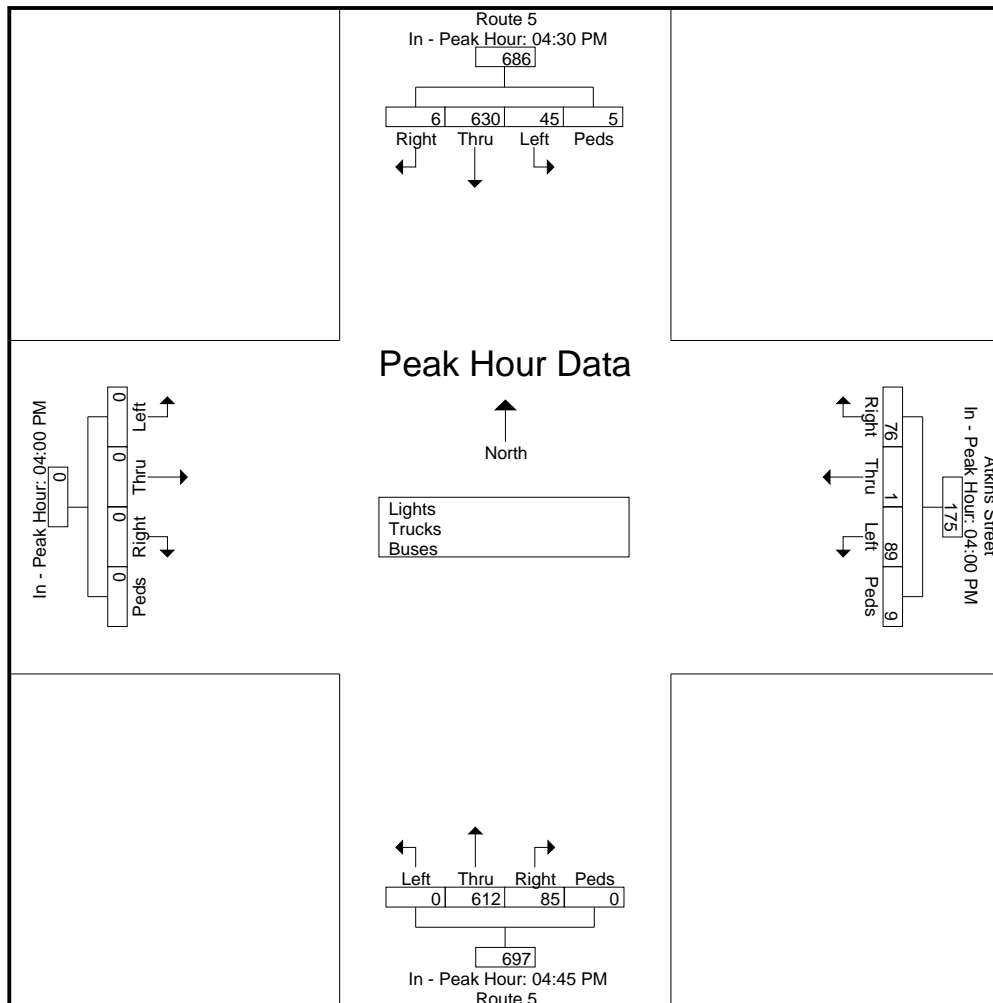 Route 5
In - Peak Hour: 04:30 PM
686
6 630 45 5
Right Thru Left Peds
Peak Hour Data
North
Lights
Trucks
Buses
In - Peak Hour: 04:00 PM
0
0 0 0 0
Left Thru Right Peds
Atkins Street
In - Peak Hour: 04:00 PM
175
76 1 89 9
Right Thru Left Peds
Left Thru Right Peds
0 612 85 0
697
In - Peak Hour: 04:45 PM
Route 5